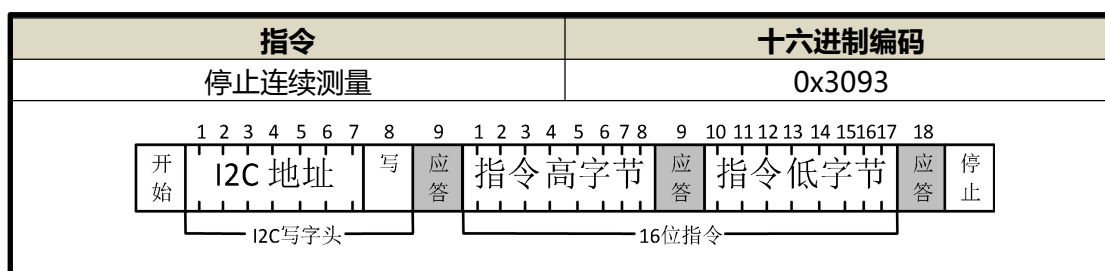 指令 十六进制编码
停止连续测量 0x3093
1 2 3 4 5 6 7 8 9 1 2 3 4 5 6 7 8 9 10 11 12 13 14 15 16 17 18
开始 I2C 地址 写 应答 指令高字节 应答 指令低字节 应答 停止
I2C写字头 16位指令